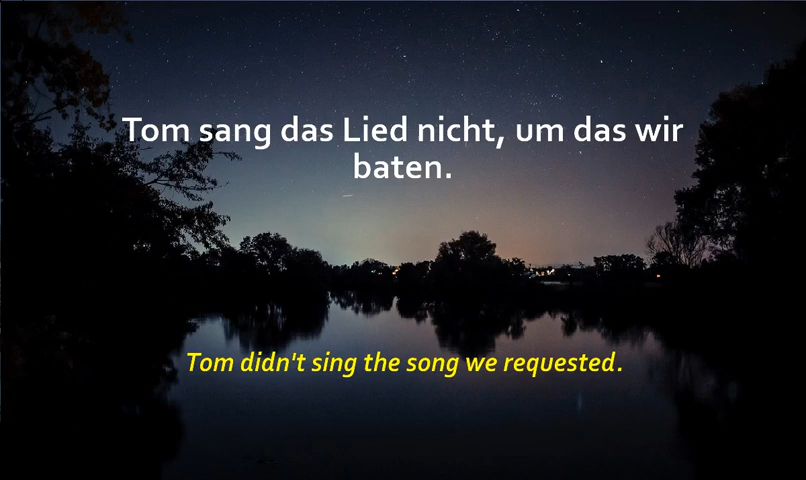 Tom sang das Lied nicht, um das wir
baten.
Tom didn't sing the song we requested.